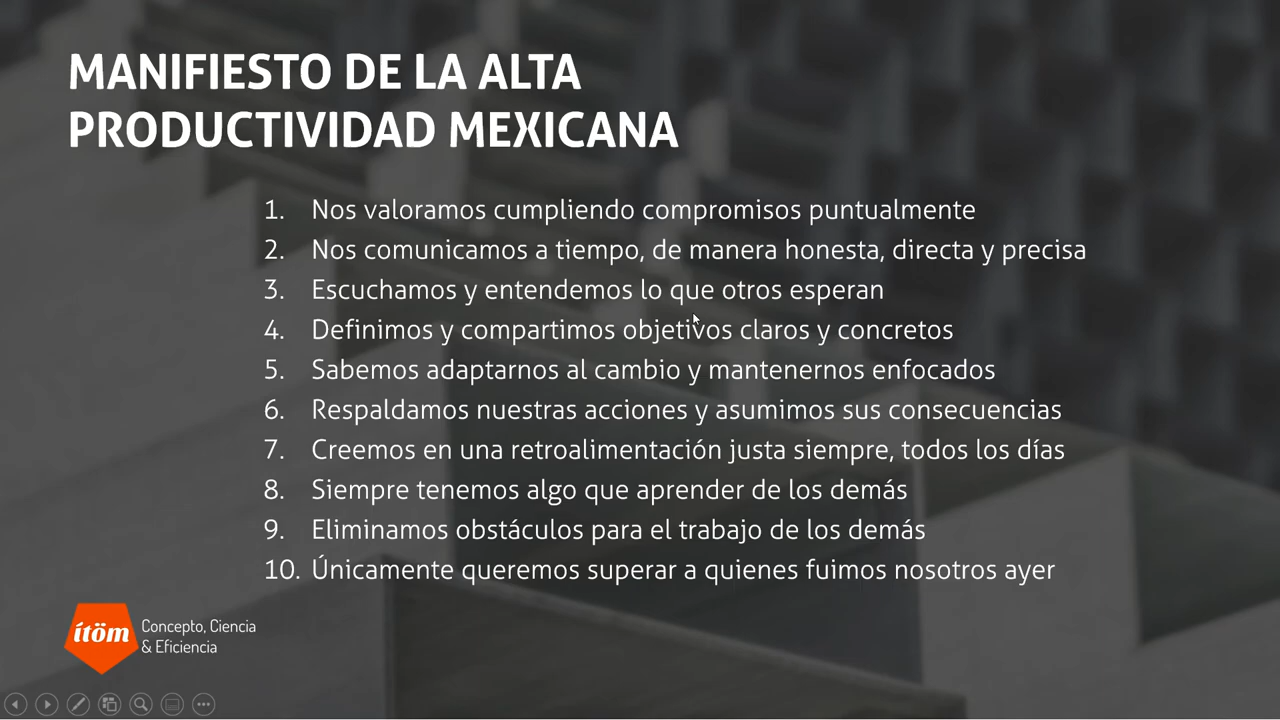 MANIFIESTO DE LA ALTA
PRODUCTIVIDAD MEXICANA
1. Nos valoramos cumpliendo compromisos puntualmente
2. Nos comunicamos a tiempo, de manera honesta, directa y precisa
3. Escuchamos y entendemos lo que otros esperan
4. Definimos y compartimos objetivos claros y concretos
5. Sabemos adaptarnos al cambio y mantenernos enfocados
6. Respaldamos nuestras acciones y asumimos sus consecuencias
7. Creemos en una retroalimentación justa siempre, todos los días
8. Siempre tenemos algo que aprender de los demás
9. Eliminamos obstáculos para el trabajo de los demás
10. Únicamente queremos superar a quienes fuimos nosotros ayer
ítöm
Concepto, Ciencia
& Eficiencia